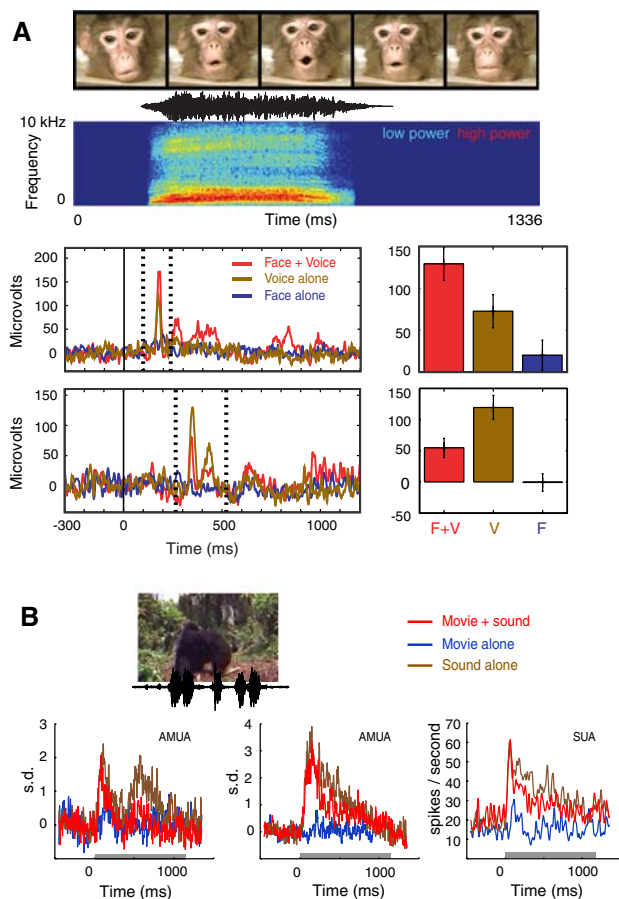 A
10 kHz
low power high power
Frequency
0
0 Time (ms) 1336
200
150
100
50
0
Microvolts
Face + Voice
Voice alone
Face alone
150
100
50
0
Microvolts
150
100
50
0
-300 0 500 1000
Time (ms)
150
100
50
0
-50
F+V V F
B
Movie + sound
Movie alone
Sound alone
AMUA
3
2
1
0
s.d.
0 1000
Time (ms)
AMUA
4
3
2
1
0
s.d.
0 1000
Time (ms)
SUA
70
60
50
40
30
20
10
spikes / second
0 1000
Time (ms)